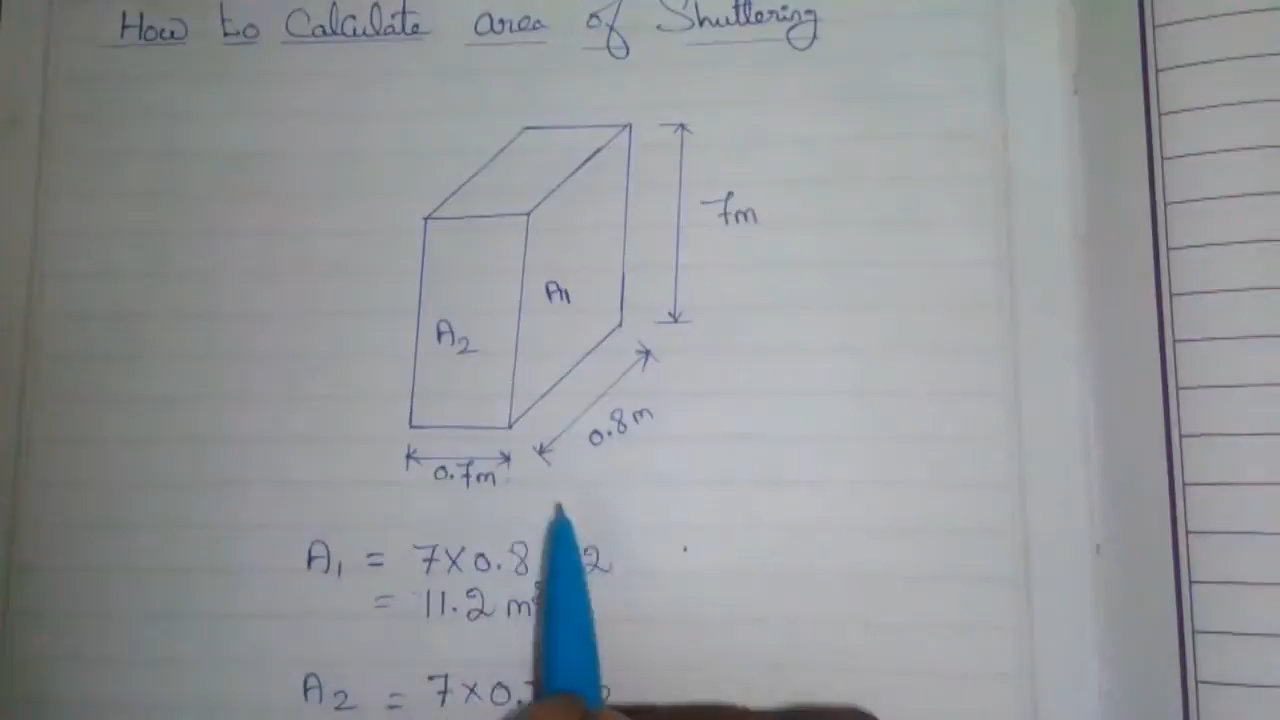 How to Calculate area of Shuttering
7m
A1
A2
0.8m
0.7m
A1 = 7×0.8 2
= 11.2 m
A2 = 7×0.